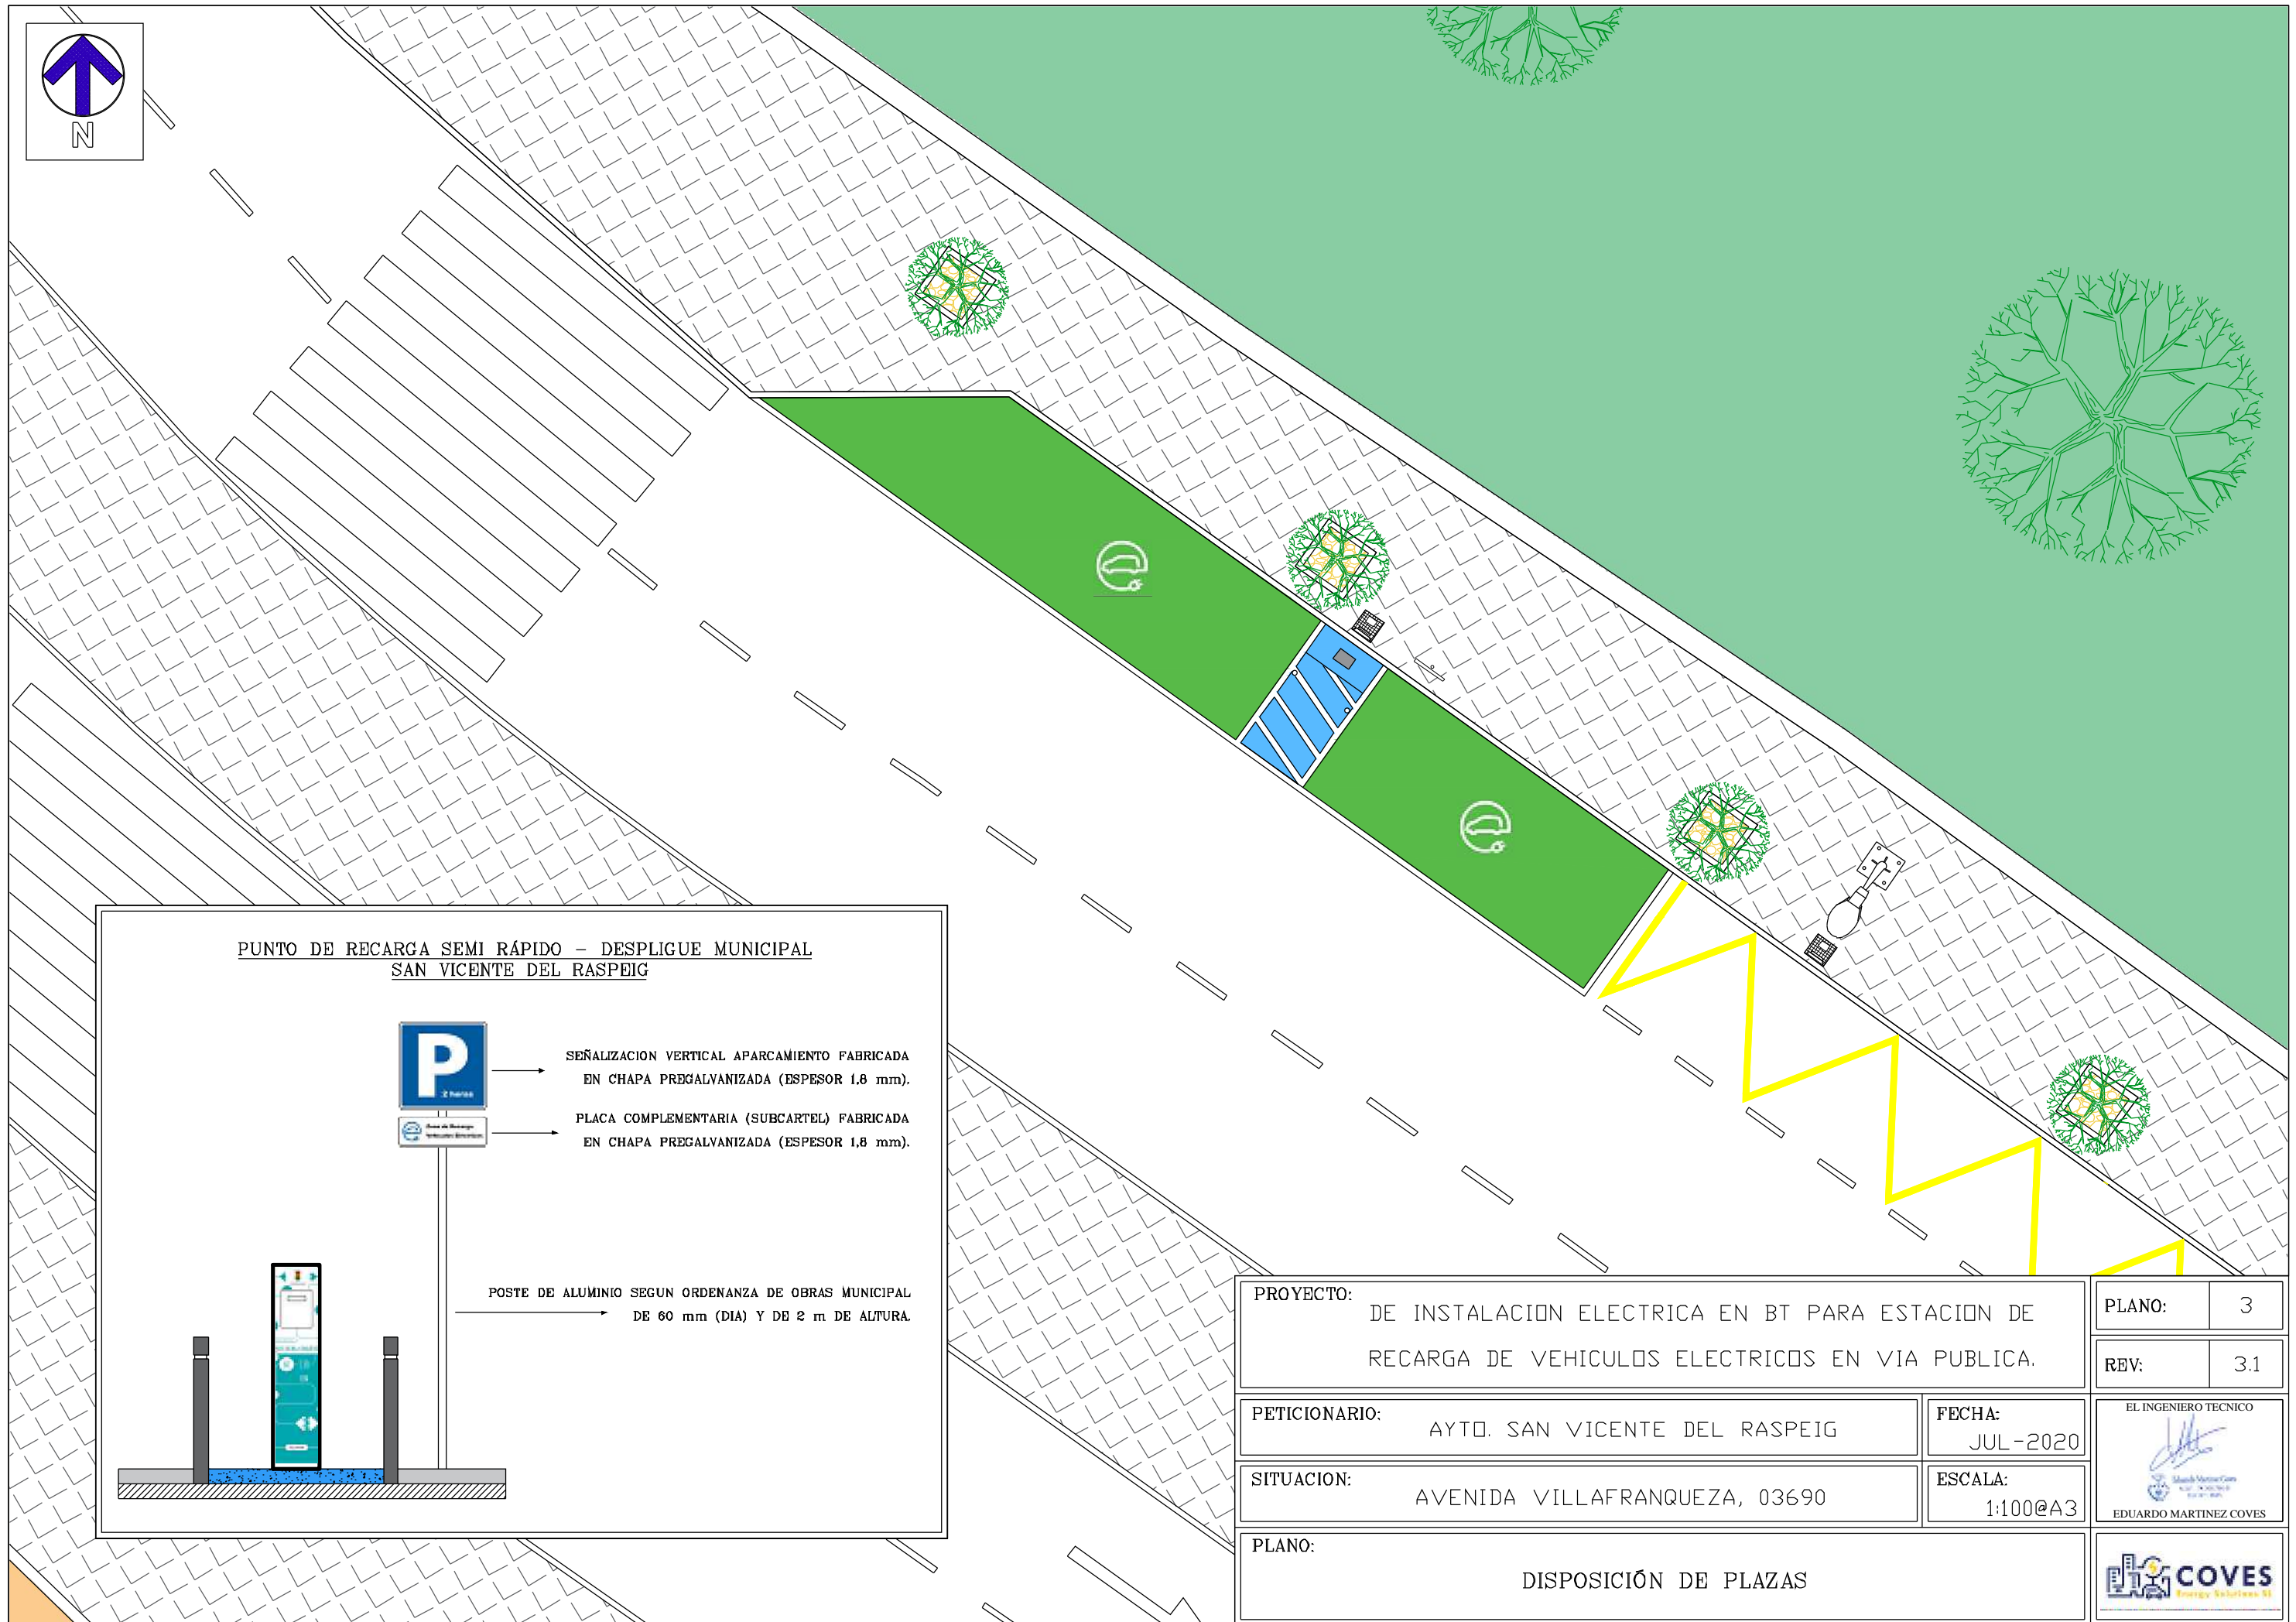 N
PUNTO DE RECARGA SEMI RÁPIDO – DESPLIGUE MUNICIPAL
SAN VICENTE DEL RASPEIG
P
2 horas
SEÑALIZACION VERTICAL APARCAMIENTO FABRICADA
EN CHAPA PREGALVANIZADA (ESPESOR 1,8 mm).
PLACA COMPLEMENTARIA (SUBCARTEL) FABRICADA
EN CHAPA PREGALVANIZADA (ESPESOR 1,8 mm).
POSTE DE ALUMINIO SEGUN ORDENANZA DE OBRAS MUNICIPAL
DE 60 mm (DIA) Y DE 2 m DE ALTURA.
PROYECTO:
DE INSTALACION ELECTRICA EN BT PARA ESTACION DE
RECARGA DE VEHICULOS ELECTRICOS EN VIA PUBLICA.
PLANO: 3
REV: 3.1
PETICIONARIO: AYTO. SAN VICENTE DEL RASPEIG
FECHA:
JUL-2020
SITUACION: AVENIDA VILLAFRANQUEZA, 03690
ESCALA:
1:100@A3
EL INGENIERO TECNICO
EDUARDO MARTINEZ COVES
PLANO:
DISPOSICIÓN DE PLAZAS
COVES
Energy Solutions Sl